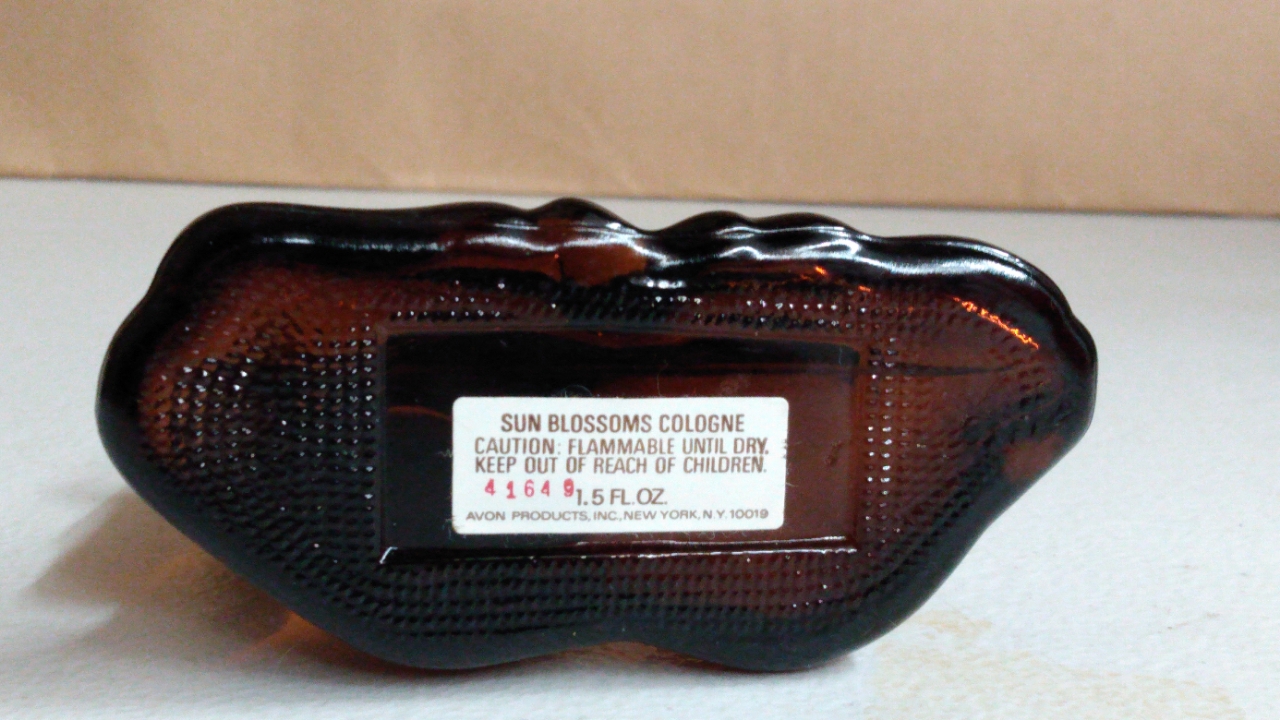 SUN BLOSSOMS COLOGNE
CAUTION: FLAMMABLE UNTIL DRY.
KEEP OUT OF REACH OF CHILDREN.
41649 1.5 FL.OZ.
AVON PRODUCTS, INC., NEW YORK, N.Y. 10019